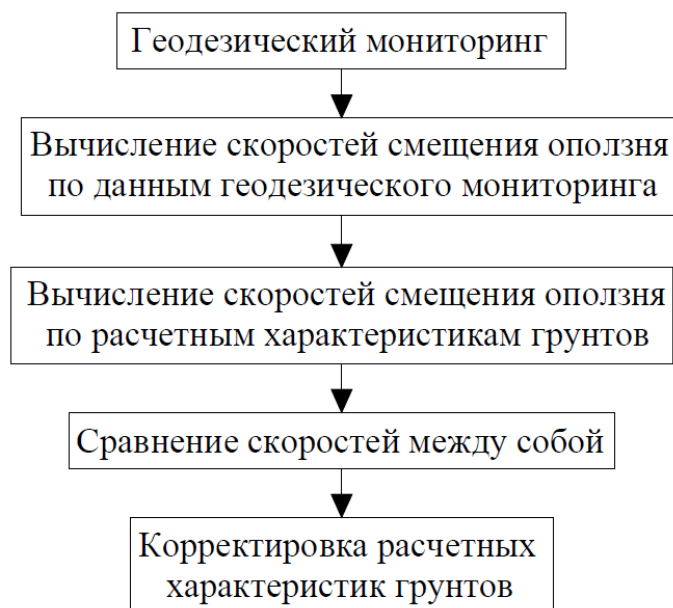 Геодезический мониторинг
Вычисление скоростей смещения оползня
по данным геодезического мониторинга
Вычисление скоростей смещения оползня
по расчетным характеристикам грунтов
Сравнение скоростей между собой
Корректировка расчетных
характеристик грунтов